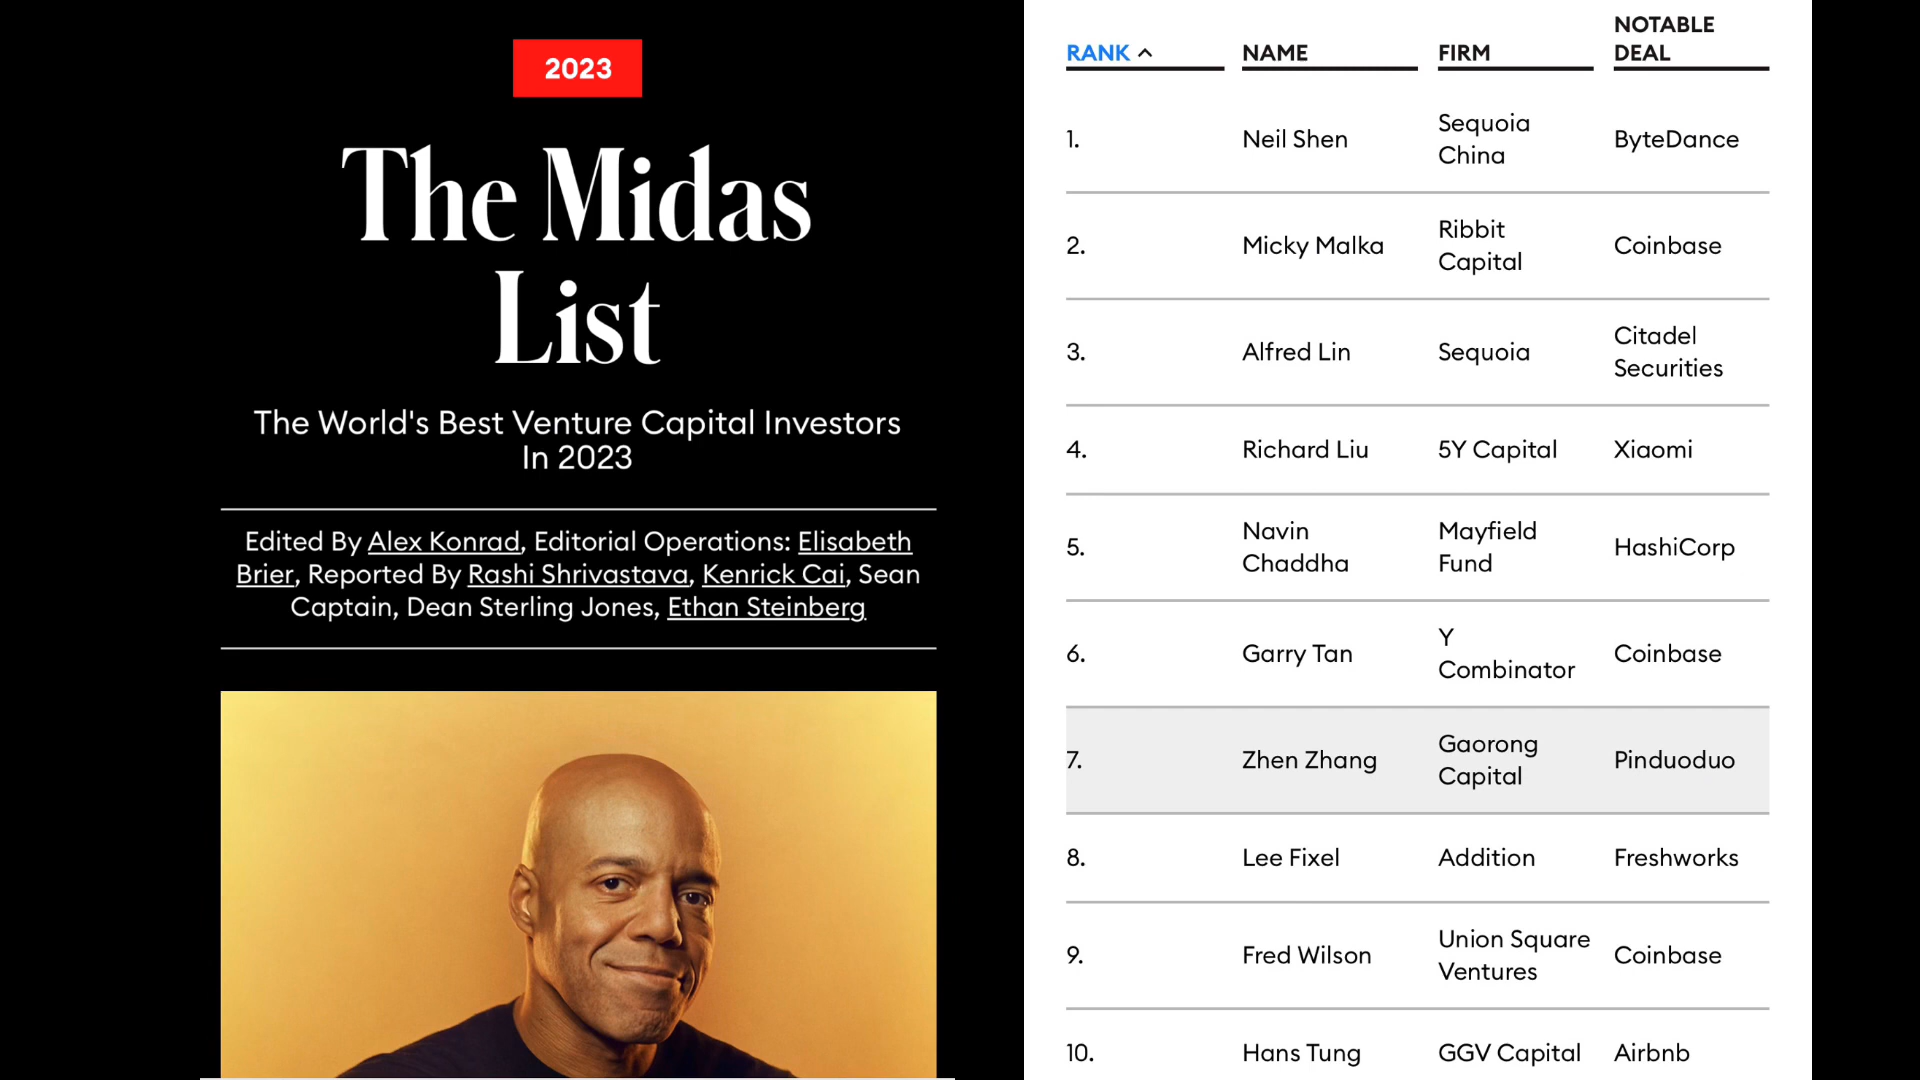 2023
The Midas
List
The World's Best Venture Capital Investors
In 2023
Edited By Alex Konrad, Editorial Operations: Elisabeth
Brier, Reported By Rashi Shrivastava, Kenrick Cai, Sean
Captain, Dean Sterling Jones, Ethan Steinberg
RANK NAME FIRM NOTABLE DEAL
1. Neil Shen Sequoia China ByteDance
2. Micky Malka Ribbit Capital Coinbase
3. Alfred Lin Sequoia Citadel Securities
4. Richard Liu 5Y Capital Xiaomi
5. Navin Chaddha Mayfield Fund HashiCorp
6. Garry Tan Y Combinator Coinbase
7. Zhen Zhang Gaorong Capital Pinduoduo
8. Lee Fixel Addition Freshworks
9. Fred Wilson Union Square Ventures Coinbase
10. Hans Tung GGV Capital Airbnb